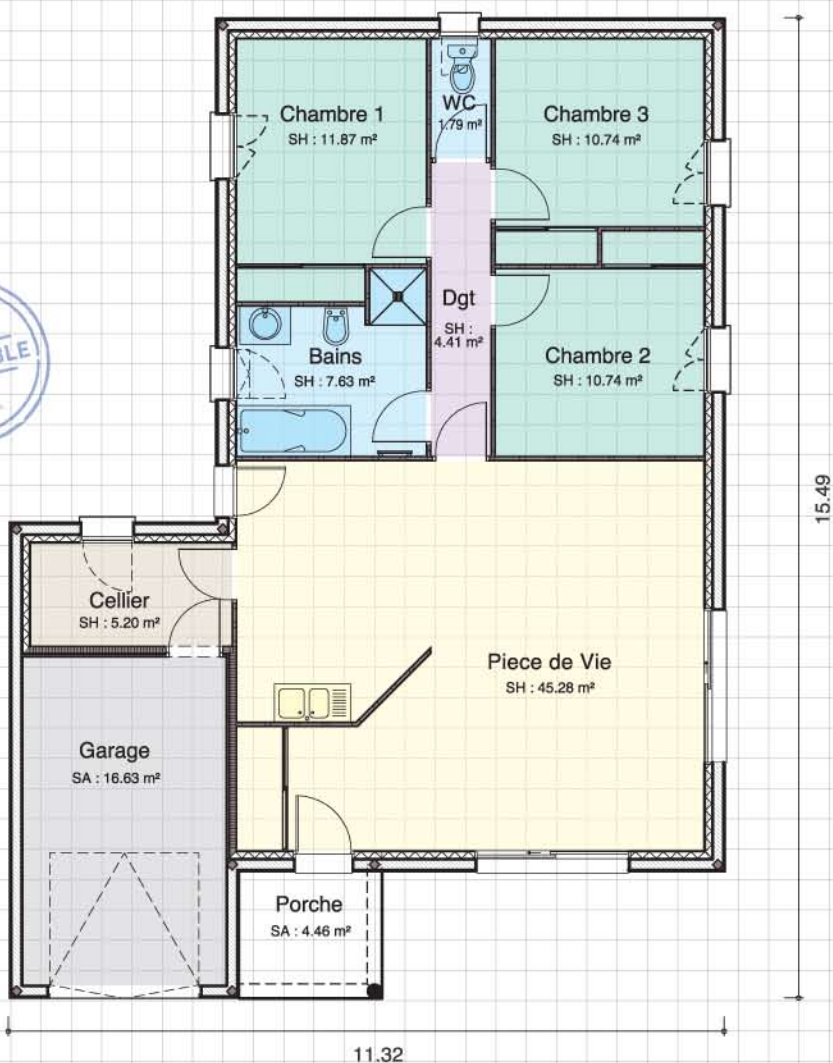 Chambre 1
SH : 11.87 m²
WC
1.79 m²
Chambre 3
SH : 10.74 m²
Dgt
SH :
4.41 m²
Bains
SH : 7.63 m²
Chambre 2
SH : 10.74 m²
Cellier
SH : 5.20 m²
Piece de Vie
SH : 45.28 m²
Garage
SA : 16.63 m²
Porche
SA : 4.46 m²
15.49
11.32